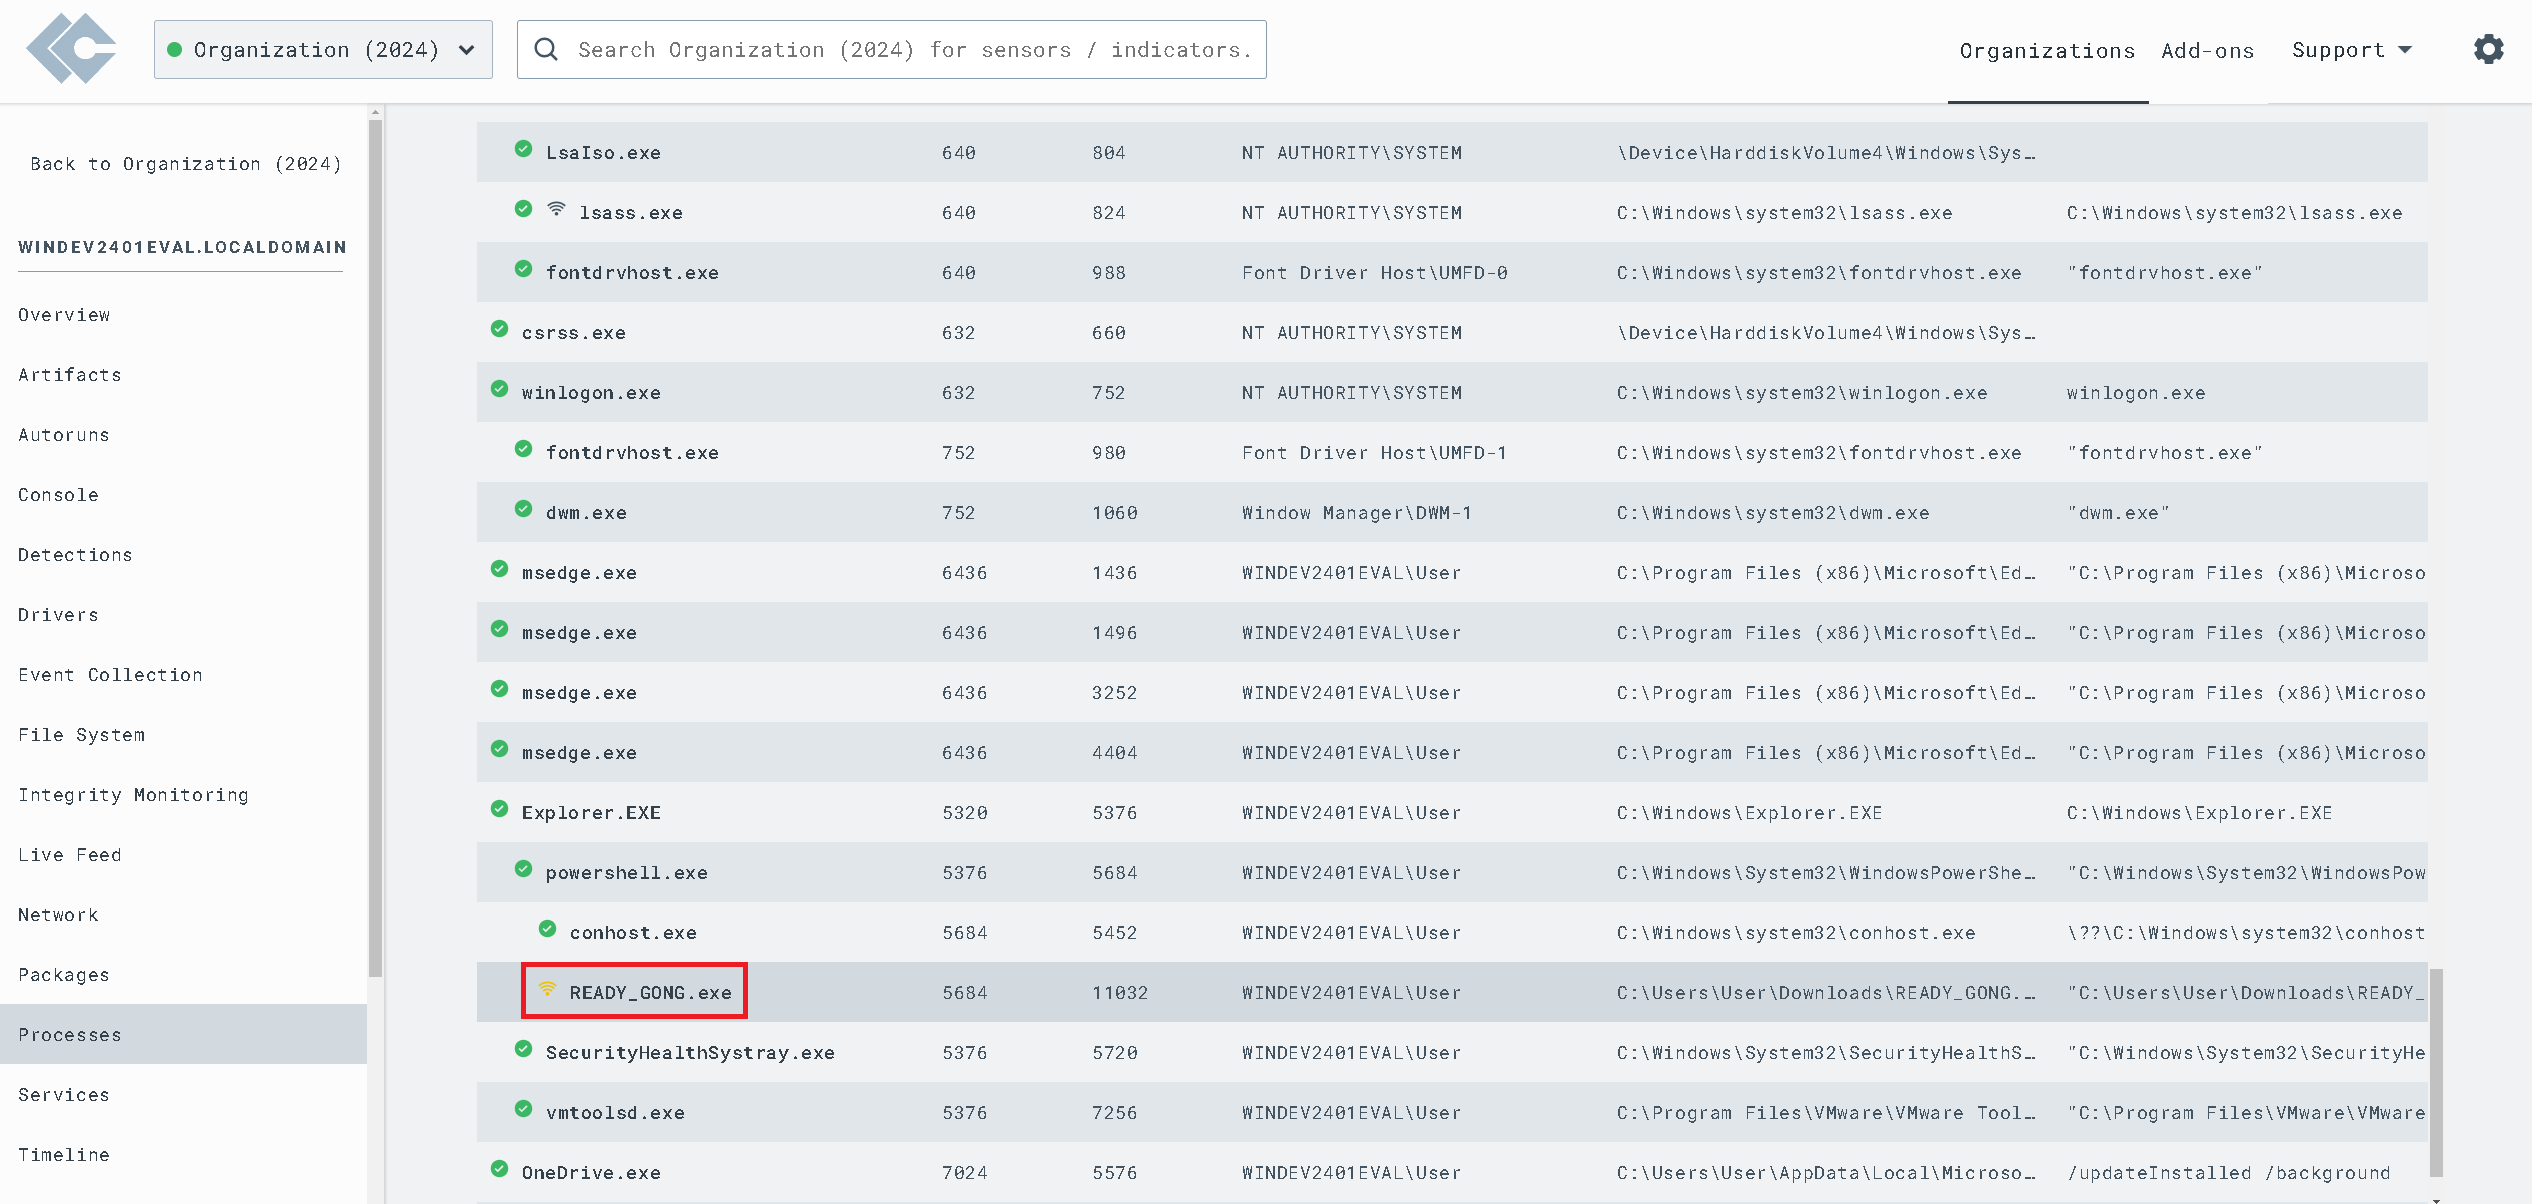 Organization (2024)
Search Organization (2024) for sensors / indicators.
Organizations
Add-ons
Support
Back to Organization (2024)
WINDEV2401EVAL.LOCALDOMAIN
Overview
Artifacts
Autoruns
Console
Detections
Drivers
Event Collection
File System
Integrity Monitoring
Live Feed
Network
Packages
Processes
Services
Timeline
LsaIso.exe 640 804 NT AUTHORITY\SYSTEM \Device\HarddiskVolume4\Windows\Sys…
lsass.exe 640 824 NT AUTHORITY\SYSTEM C:\Windows\system32\lsass.exe C:\Windows\system32\lsass.exe
fontdrvhost.exe 640 988 Font Driver Host\UMFD-0 C:\Windows\system32\fontdrvhost.exe "fontdrvhost.exe"
csrss.exe 632 660 NT AUTHORITY\SYSTEM \Device\HarddiskVolume4\Windows\Sys…
winlogon.exe 632 752 NT AUTHORITY\SYSTEM C:\Windows\system32\winlogon.exe winlogon.exe
fontdrvhost.exe 752 980 Font Driver Host\UMFD-1 C:\Windows\system32\fontdrvhost.exe "fontdrvhost.exe"
dwm.exe 752 1060 Window Manager\DWM-1 C:\Windows\system32\dwm.exe "dwm.exe"
msedge.exe 6436 1436 WINDEV2401EVAL\User C:\Program Files (x86)\Microsoft\Ed… "C:\Program Files (x86)\Microso
msedge.exe 6436 1496 WINDEV2401EVAL\User C:\Program Files (x86)\Microsoft\Ed… "C:\Program Files (x86)\Microso
msedge.exe 6436 3252 WINDEV2401EVAL\User C:\Program Files (x86)\Microsoft\Ed… "C:\Program Files (x86)\Microso
msedge.exe 6436 4404 WINDEV2401EVAL\User C:\Program Files (x86)\Microsoft\Ed… "C:\Program Files (x86)\Microso
Explorer.EXE 5320 5376 WINDEV2401EVAL\User C:\Windows\Explorer.EXE C:\Windows\Explorer.EXE
powershell.exe 5376 5684 WINDEV2401EVAL\User C:\Windows\System32\WindowsPowerShe… "C:\Windows\System32\WindowsPow
conhost.exe 5684 5452 WINDEV2401EVAL\User C:\Windows\system32\conhost.exe \??\C:\Windows\system32\conhost
READY_GONG.exe 5684 11032 WINDEV2401EVAL\User C:\Users\User\Downloads\READY_GONG.… "C:\Users\User\Downloads\READY_
SecurityHealthSystray.exe 5376 5720 WINDEV2401EVAL\User C:\Windows\System32\SecurityHealthS… "C:\Windows\System32\SecurityHe
vmtoolsd.exe 5376 7256 WINDEV2401EVAL\User C:\Program Files\VMware\VMware Tool… "C:\Program Files\VMware\VMware
OneDrive.exe 7024 5576 WINDEV2401EVAL\User C:\Users\User\AppData\Local\Microso… /updateInstalled /background